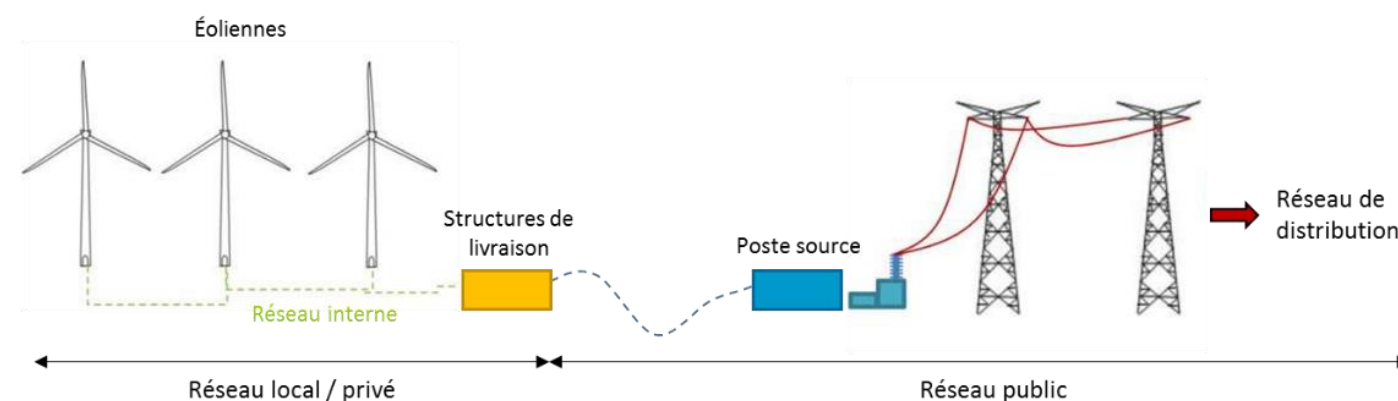 Éoliennes
Structures de
livraison
Poste source
Réseau de
distribution
Réseau interne
Réseau local / privé
Réseau public